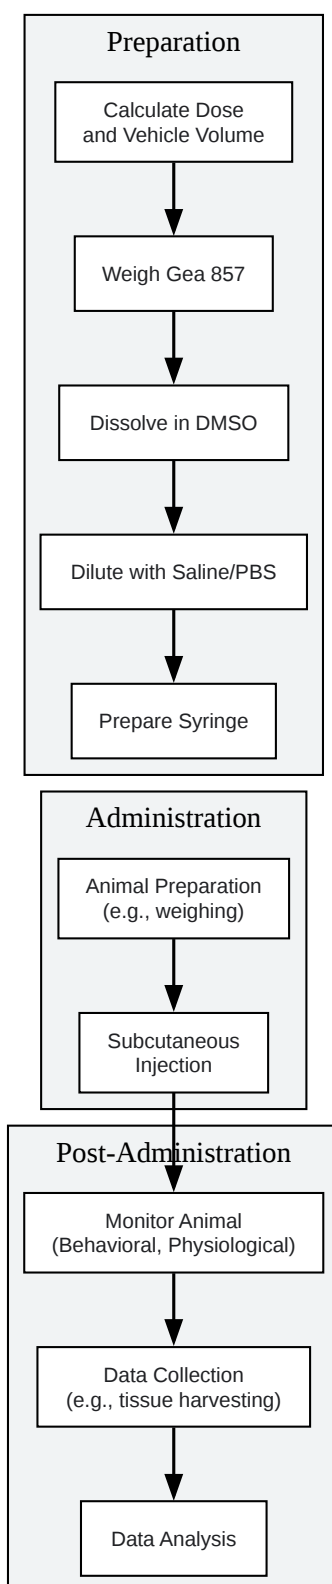 Preparation
Calculate Dose
and Vehicle Volume
Weigh Gea 857
Dissolve in DMSO
Dilute with Saline/PBS
Prepare Syringe
Administration
Animal Preparation
(e.g., weighing)
Subcutaneous
Injection
Post-Administration
Monitor Animal
(Behavioral, Physiological)
Data Collection
(e.g., tissue harvesting)
Data Analysis